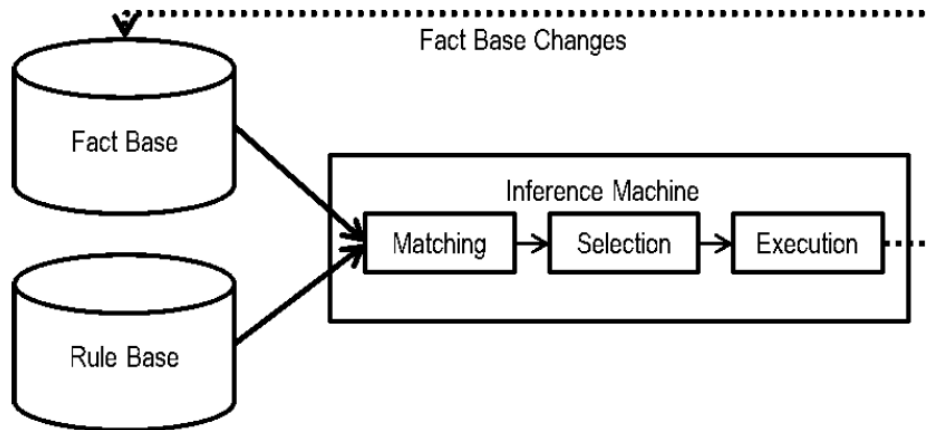 Fact Base Changes
Fact Base
Inference Machine
Matching
Selection
Execution
Rule Base